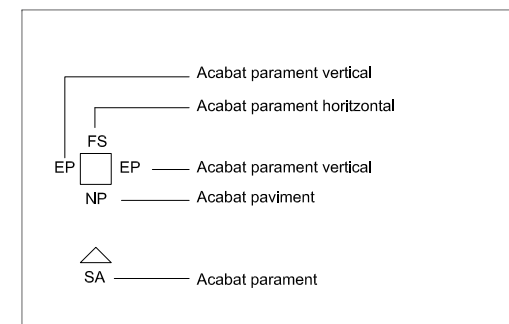 Acabat parament vertical
Acabat parament horitzontal
FS
EP EP Acabat parament vertical
NP Acabat paviment
SA Acabat parament